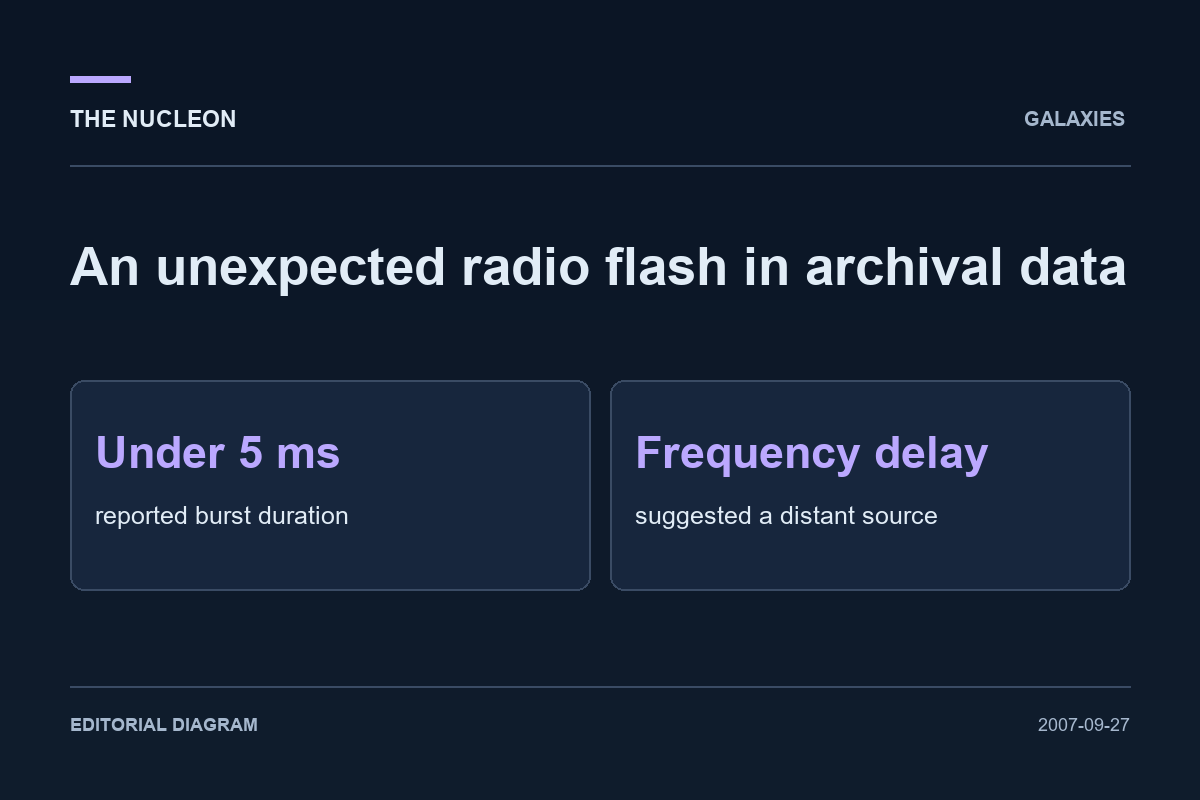 THE NUCLEON
GALAXIES
An unexpected radio flash in archival data
Under 5 ms
reported burst duration
Frequency delay
suggested a distant source
EDITORIAL DIAGRAM
2007-09-27